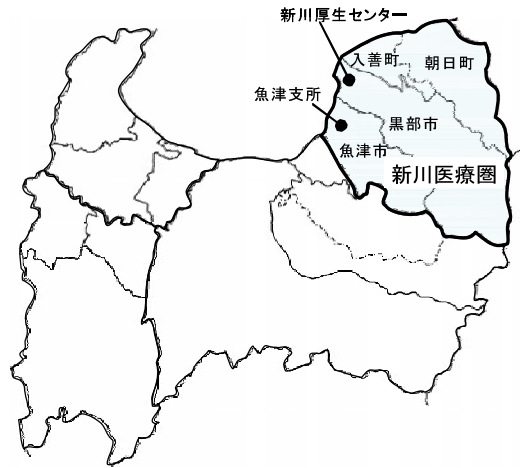 新川厚生センター
入善町
朝日町
魚津支所
黒部市
魚津市
新川医療圏